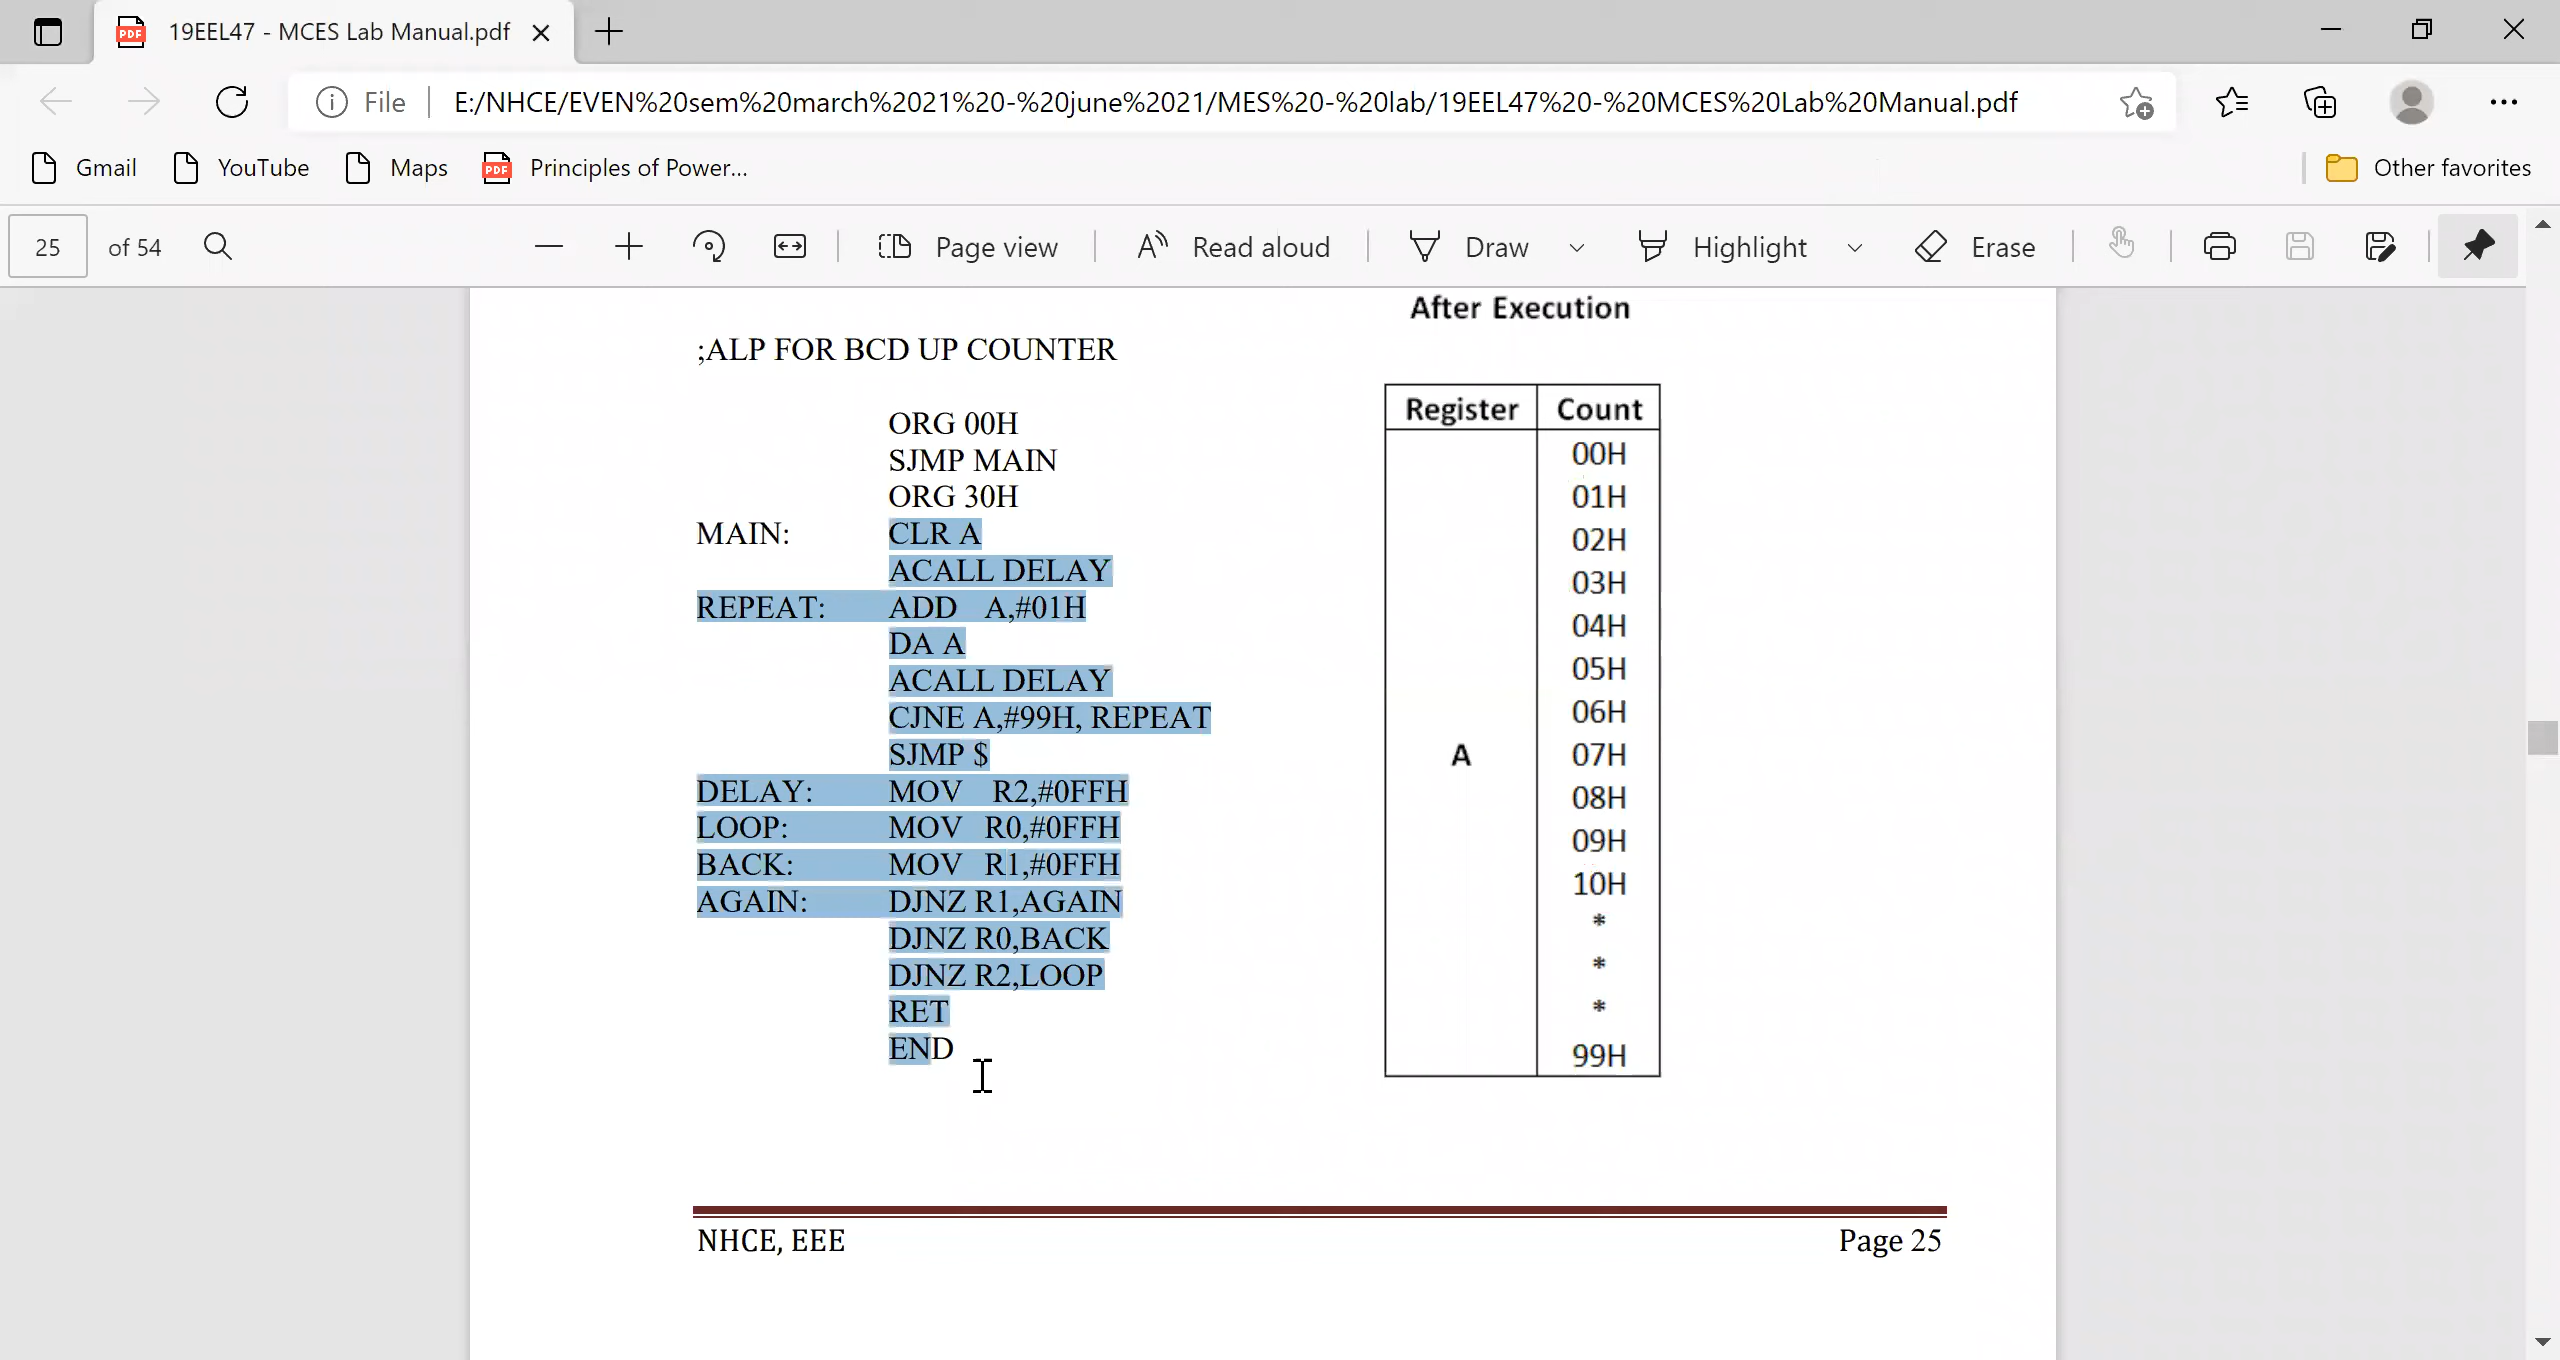 19EEL47 - MCES Lab Manual.pdf
File E:/NHCE/EVEN%20sem%20march%2021%20-%20june%2021/MES%20-%20lab/19EEL47%20-%20MCES%20Lab%20Manual.pdf
Gmail YouTube Maps PDF Principles of Power... Other favorites
25 of 54 Page view Read aloud Draw Highlight Erase
After Execution
;ALP FOR BCD UP COUNTER
ORG 00H
SJMP MAIN
ORG 30H
MAIN: CLR A
ACALL DELAY
REPEAT: ADD A,#01H
DA A
ACALL DELAY
CJNE A,#99H, REPEAT
SJMP $
DELAY: MOV R2,#0FFH
LOOP: MOV R0,#0FFH
BACK: MOV R1,#0FFH
AGAIN: DJNZ R1,AGAIN
DJNZ R0,BACK
DJNZ R2,LOOP
RET
END
Register Count
00H
01H
02H
03H
04H
05H
06H
A 07H
08H
09H
10H
*
*
*
99H
NHCE, EEE Page 25